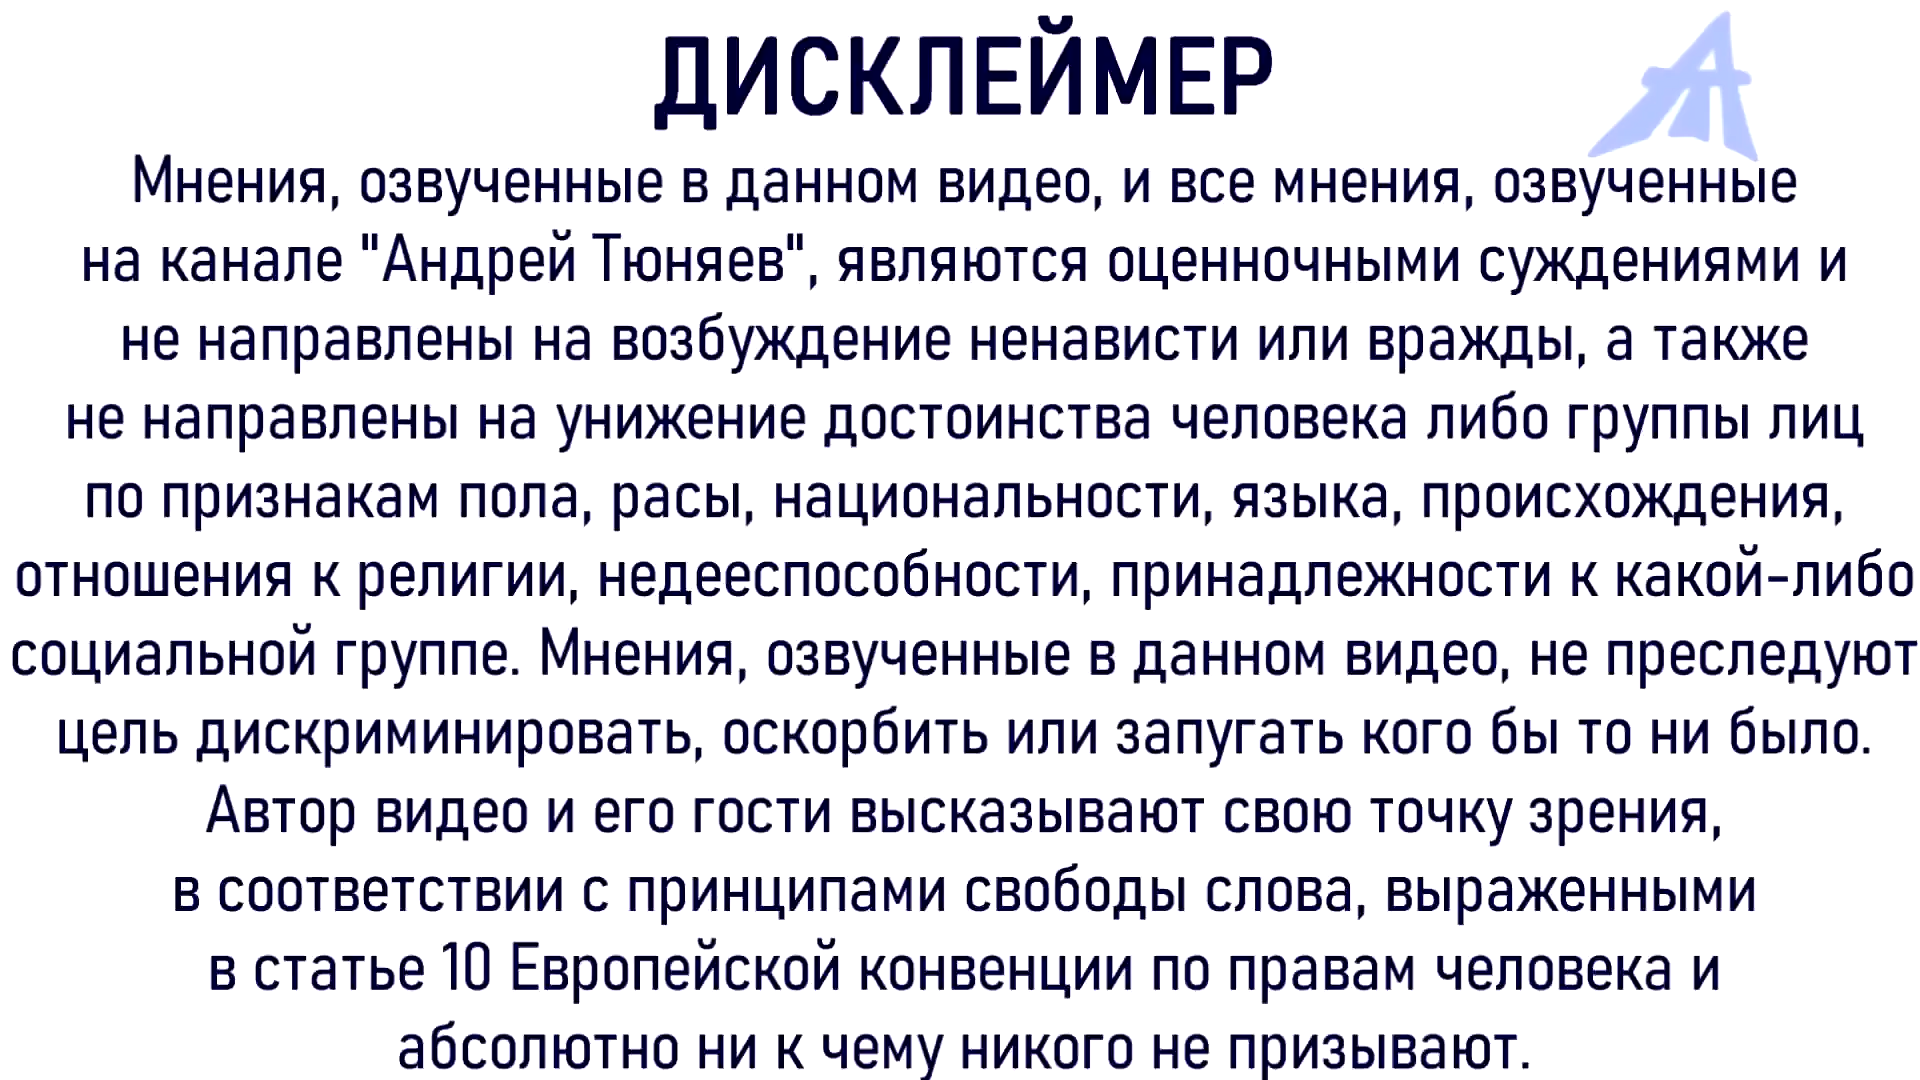 ДИСКЛЕЙМЕР
Мнения, озвученные в данном видео, и все мнения, озвученные
на канале "Андрей Тюняев", являются оценночными суждениями и
не направлены на возбуждение ненависти или вражды, а также
не направлены на унижение достоинства человека либо группы лиц
по признакам пола, расы, национальности, языка, происхождения,
отношения к религии, недееспособности, принадлежности к какой-либо
социальной группе. Мнения, озвученные в данном видео, не преследуют
цель дискриминировать, оскорбить или запугать кого бы то ни было.
Автор видео и его гости высказывают свою точку зрения,
в соответствии с принципами свободы слова, выраженными
в статье 10 Европейской конвенции по правам человека и
абсолютно ни к чему никого не призывают.